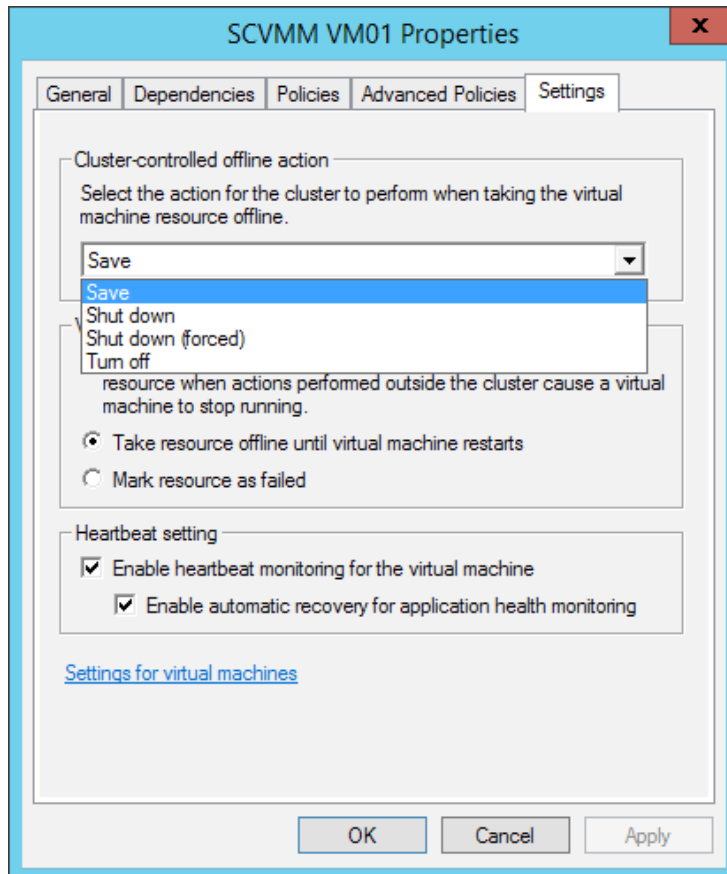 SCVMM VM01 Properties
x
General Dependencies Policies Advanced Policies Settings
Cluster-controlled offline action
Select the action for the cluster to perform when taking the virtual
machine resource offline.
Save
Save
Shut down
Shut down (forced)
Turn off
resource when actions performed outside the cluster cause a virtual
machine to stop running.
Take resource offline until virtual machine restarts
Mark resource as failed
Heartbeat setting
Enable heartbeat monitoring for the virtual machine
Enable automatic recovery for application health monitoring
Settings for virtual machines
OK Cancel Apply